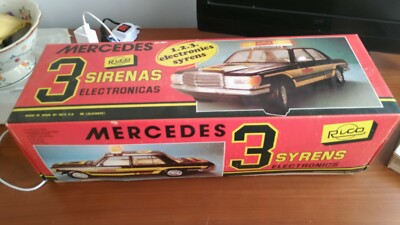 MERCEDES
Rico
3 SIRENAS
ELECTRONICAS
1-2-3
electronics
syrens
MERCEDES
3
SYRENS
ELECTRONICS
RICO